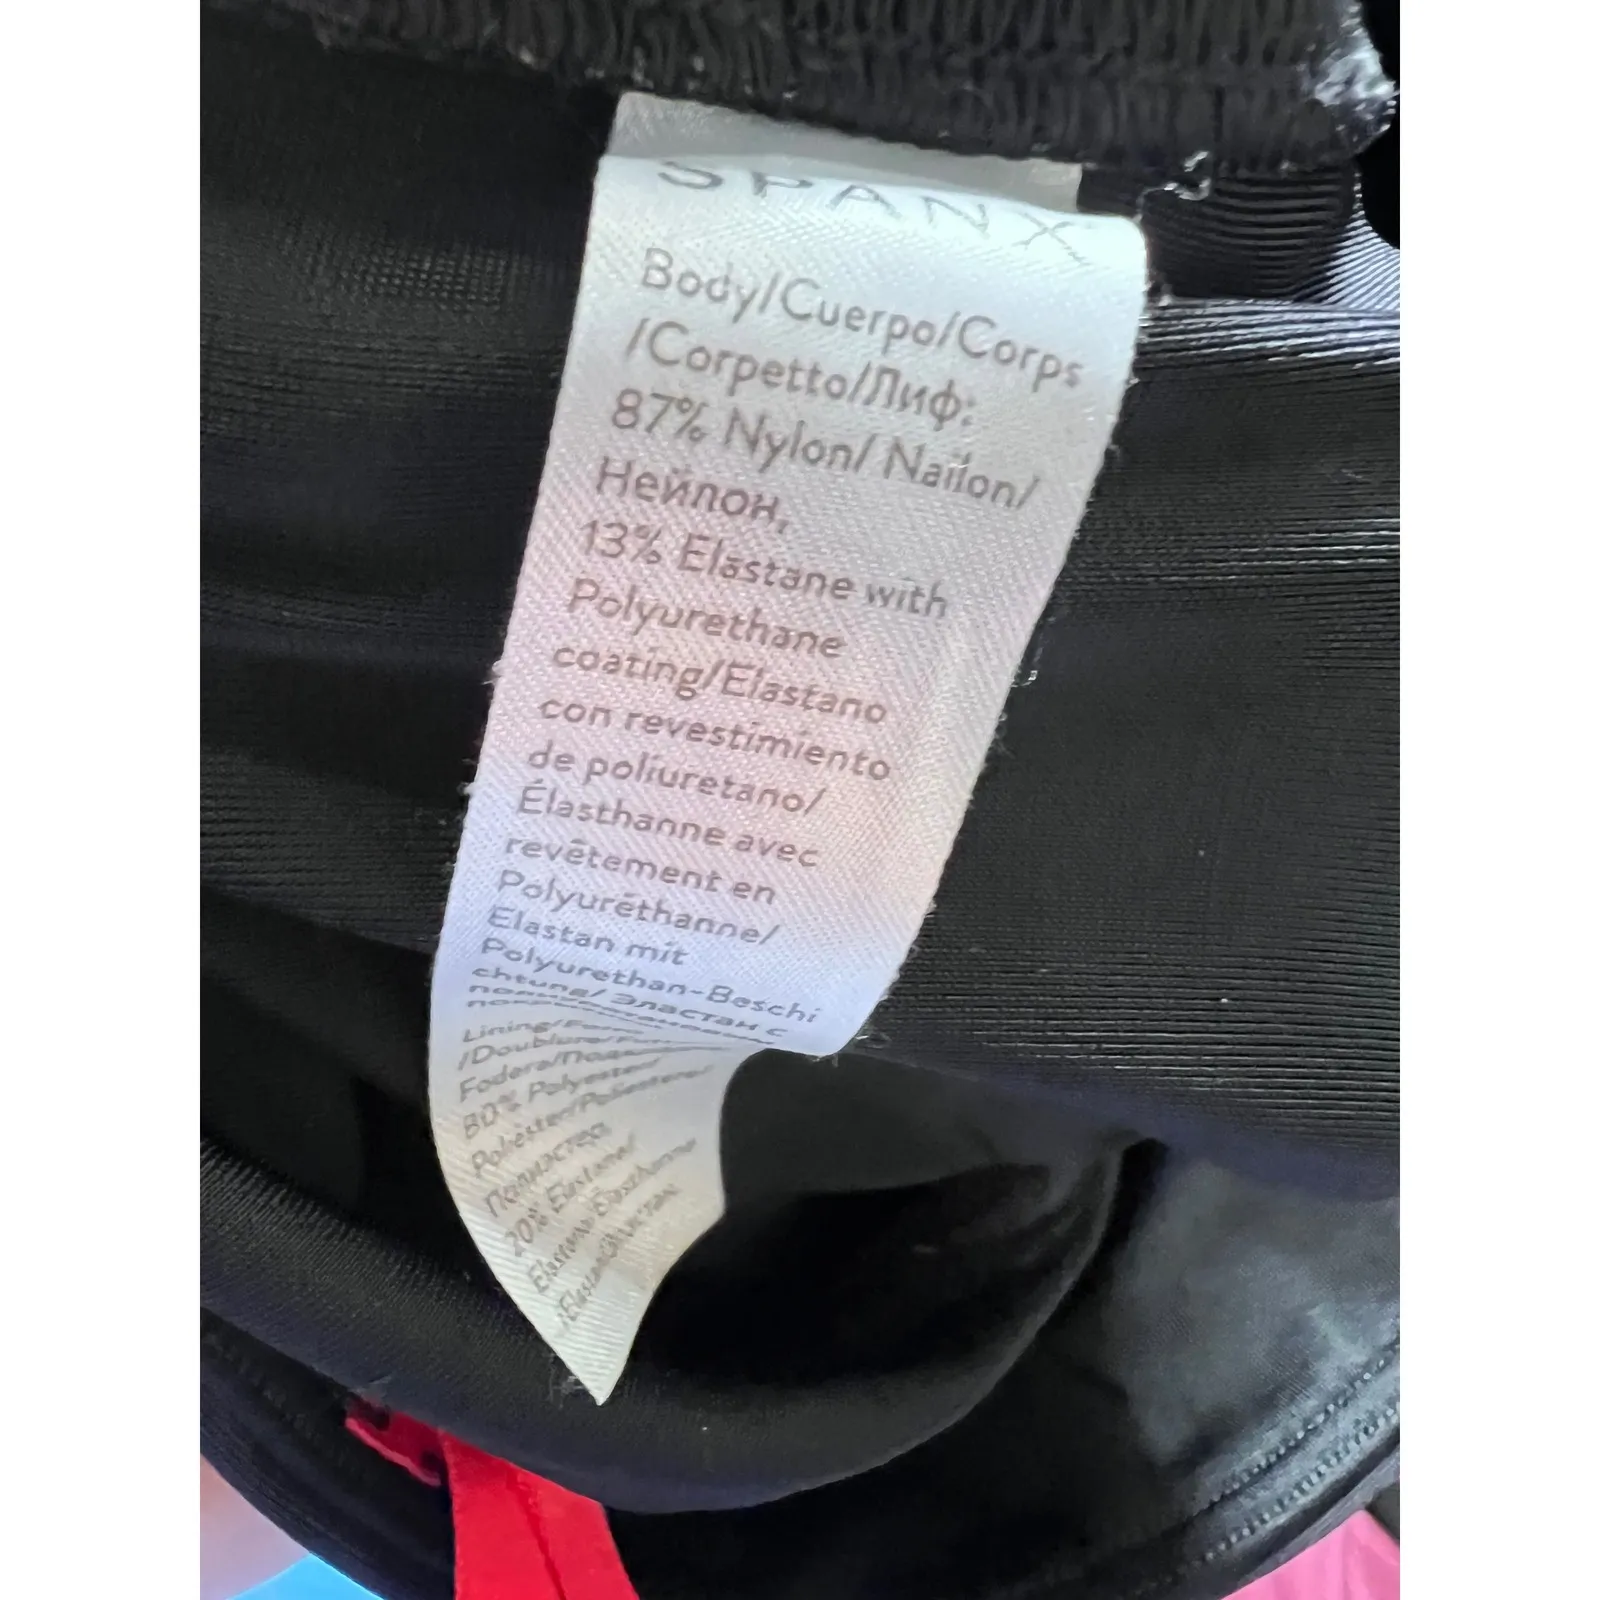 SPANX
Body/Cuerpo/Corps
/Corpetto/Лиф:
87% Nylon/ Nailon/
Нейлон,
13% Elastane with
Polyurethane
coating/Elastano
con revestimiento
de poliuretano/
Élasthanne avec
revêtement en
Polyuréthanne/
Elastan mit
Polyurethan-Beschi
chtung/ Эластан с
Lining/
/Doublure/
Fodera/
80% Polyester/
Poliéster/Poliestere/
Полиэстер,
20% Elastane/
Élasthanne